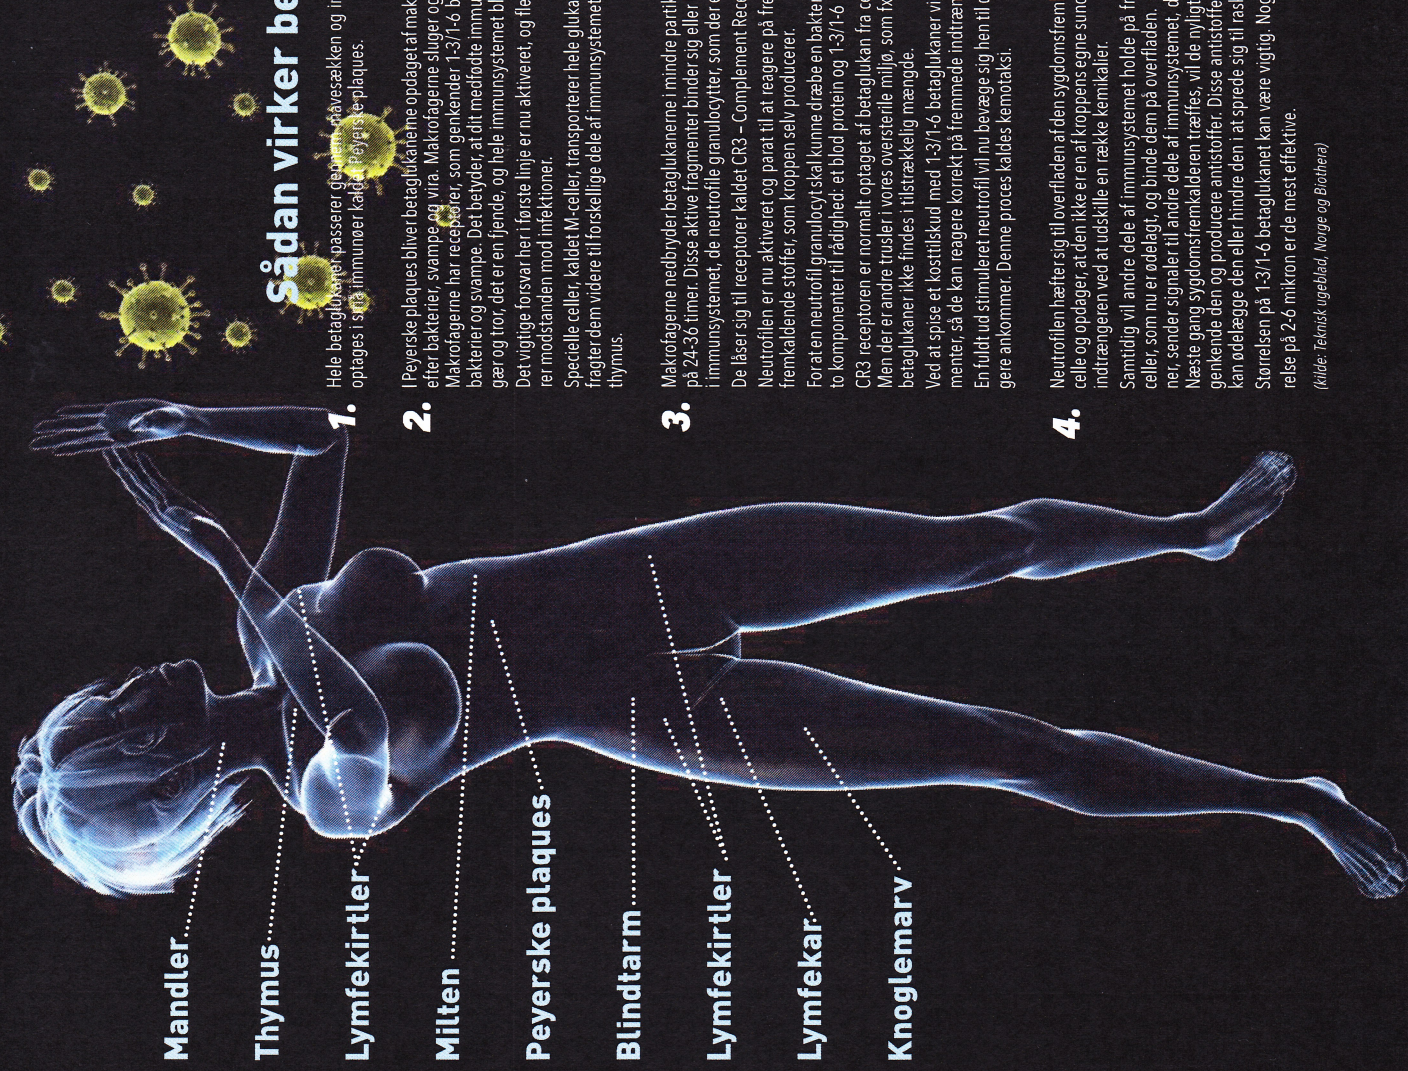 Mandler
Thymus
Lymfekirtler
Milten
Peyerske plaques
Blindtarm
Lymfekirtler
Lymfekar
Knoglemarv
Sådan virker be
1.
Hele betaglukaner passerer gennem mavesækken og in
optages i små immunøer kaldet Peyerske plaques.
2.
I Peyerske plaques bliver betaglukanerne opdaget af mak
efter bakterier, svampe og vira. Makrofagerne sluger og
Makrofagerne har receptorer, som genkender 1-3/1-6 b
bakterier og svampe. Det betyder, at dit medfødte immu
gær og tror, det er en fjende, og hele immunsystemet bl
Det vigtige forsvar her i første linje er nu aktiveret, og fle
rer modstanden mod infektioner.
Specielle celler, kaldet M-celler, transporterer hele gluka
fragter dem videre til forskellige dele af immunsystemet
thymus.
3.
Makrofagerne nedbryder betaglukanerne i mindre partik
på 24-36 timer. Disse aktive fragmenter binder sig eller
i immunsystemet, de neutrofile granulocytter, som der e
De låser sig til receptorer kaldet CR3 – Complement Rece
Neutrofilen er nu aktiveret og parat til at reagere på fre
fremkaldende stoffer, som kroppen selv producerer.
For at en neutrofil granulocyt skal kunne dræbe en bakter
to komponenter til rådighed: et blod protein og 1-3/1-6
CR3 receptoren er normalt optaget af betaglukan fra ce
Men der er andre trusler i vores oversterile miljø, som fx
betaglukaner ikke findes i tilstrækkelig mængde.
Ved at spise et kosttilskud med 1-3/1-6 betaglukaner vi
menter, så de kan reagere korrekt på fremmede indtræn
En fuldt ud stimuleret neutrofil vil nu bevæge sig hen til d
gere ankommer. Denne proces kaldes kemotaksi.
4.
Neutrofilen hæfter sig til overfladen af den sygdomsfrem
celle og opdager, at den ikke er en af kroppens egne sund
indtrængeren ved at udskille en række kemikalier.
Samtidig vil andre dele af immunsystemet holde på fr
celler, som nu er ødelagt, og binde dem på overfladen.
ner, sender signaler til andre dele af immunsystemet, d
Næste gang sygdomsfremkalderen træffes, vil de nyligt
genkende den og producere antistoffer. Disse antistoffe
kan ødelægge den eller hindre den i at sprede sig til rask
Størrelsen på 1-3/1-6 betaglukanet kan være vigtig. Nog
relse på 2-6 mikron er de mest effektive.
(kilde: Teknisk ugeblad, Norge og Biothera)